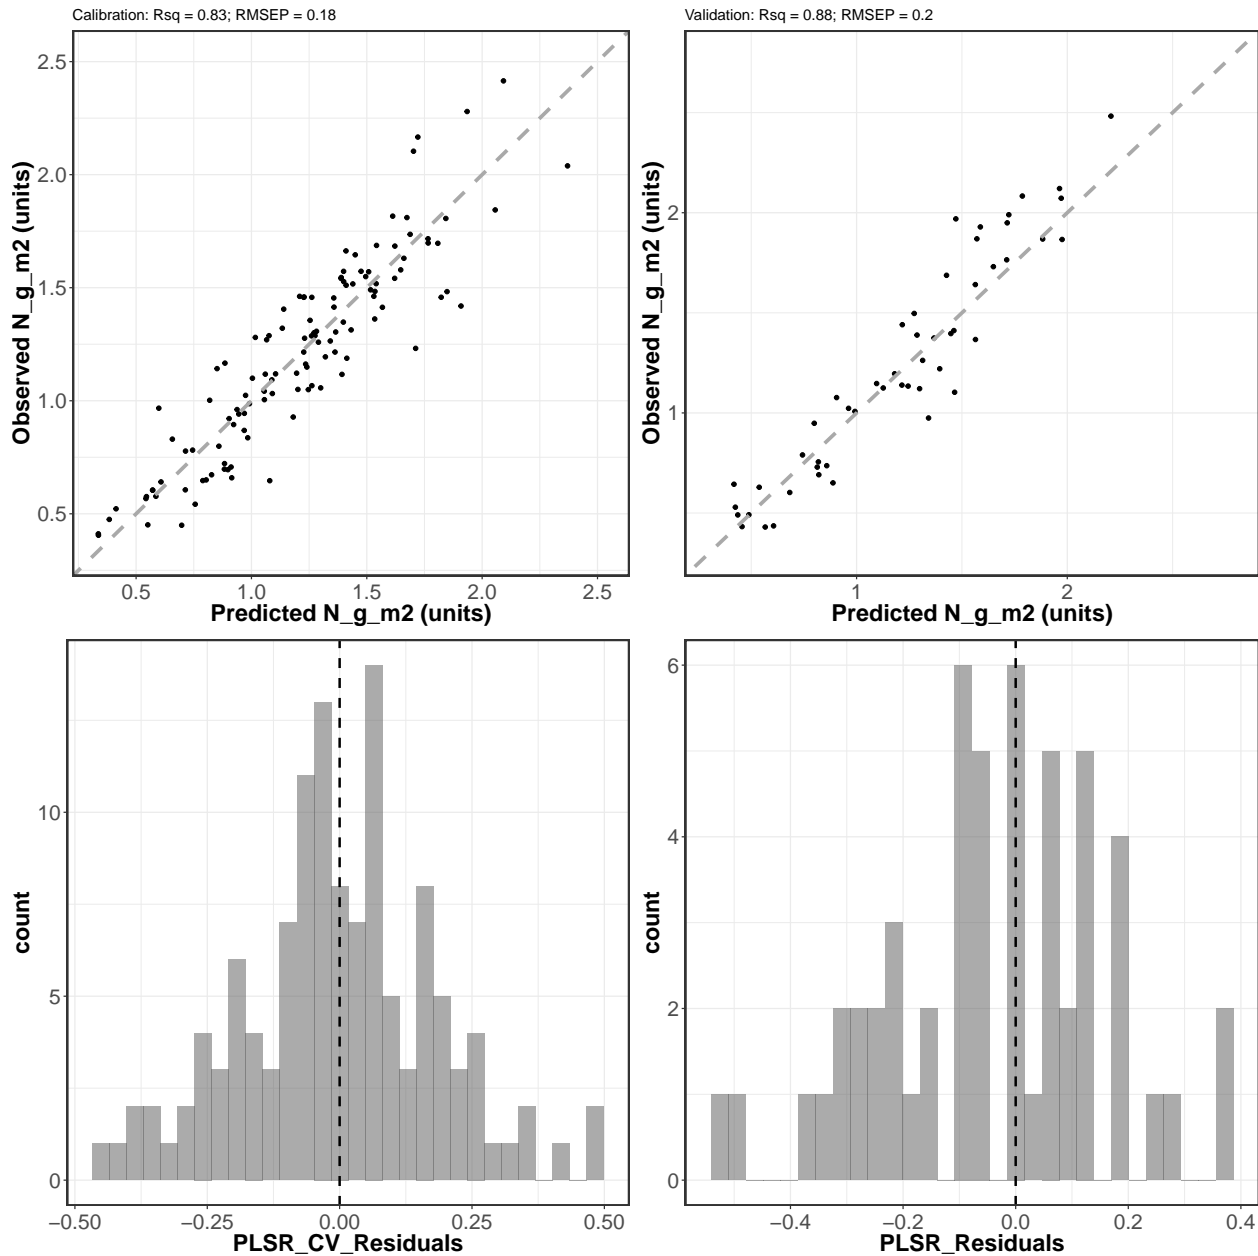 Calibration: Rsq = 0.83; RMSEP = 0.18
Observed N_g_m2 (units)
2.5
2.0
1.5
1.0
0.5
0.5 1.0 1.5 2.0 2.5
Predicted N_g_m2 (units)
Validation: Rsq = 0.88; RMSEP = 0.2
Observed N_g_m2 (units)
2
1
1 2
Predicted N_g_m2 (units)
count
10
5
0
−0.50 −0.25 0.00 0.25 0.50
PLSR_CV_Residuals
count
6
4
2
0
−0.4 −0.2 0.0 0.2 0.4
PLSR_Residuals